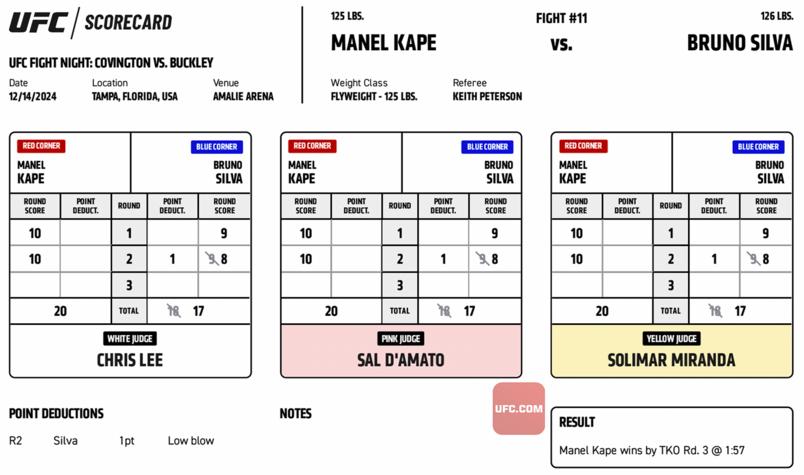 UFC / SCORECARD
UFC FIGHT NIGHT: COVINGTON VS. BUCKLEY
Date Location Venue
12/14/2024 TAMPA, FLORIDA, USA AMALIE ARENA
125 LBS. FIGHT #11 126 LBS.
MANEL KAPE VS. BRUNO SILVA
Weight Class Referee
FLYWEIGHT - 125 LBS. KEITH PETERSON
RED CORNER BLUE CORNER
MANEL BRUNO
KAPE SILVA
ROUND SCORE POINT DEDUCT. ROUND POINT DEDUCT. ROUND SCORE
10 1 9
10 2 1 9 8
3
20 TOTAL 18 17
WHITE JUDGE
CHRIS LEE
RED CORNER BLUE CORNER
MANEL BRUNO
KAPE SILVA
ROUND SCORE POINT DEDUCT. ROUND POINT DEDUCT. ROUND SCORE
10 1 9
10 2 1 9 8
3
20 TOTAL 18 17
PINK JUDGE
SAL D'AMATO
RED CORNER BLUE CORNER
MANEL BRUNO
KAPE SILVA
ROUND SCORE POINT DEDUCT. ROUND POINT DEDUCT. ROUND SCORE
10 1 9
10 2 1 9 8
3
20 TOTAL 18 17
YELLOW JUDGE
SOLIMAR MIRANDA
POINT DEDUCTIONS
R2 Silva 1pt Low blow
NOTES
UFC.COM
RESULT
Manel Kape wins by TKO Rd. 3 @ 1:57